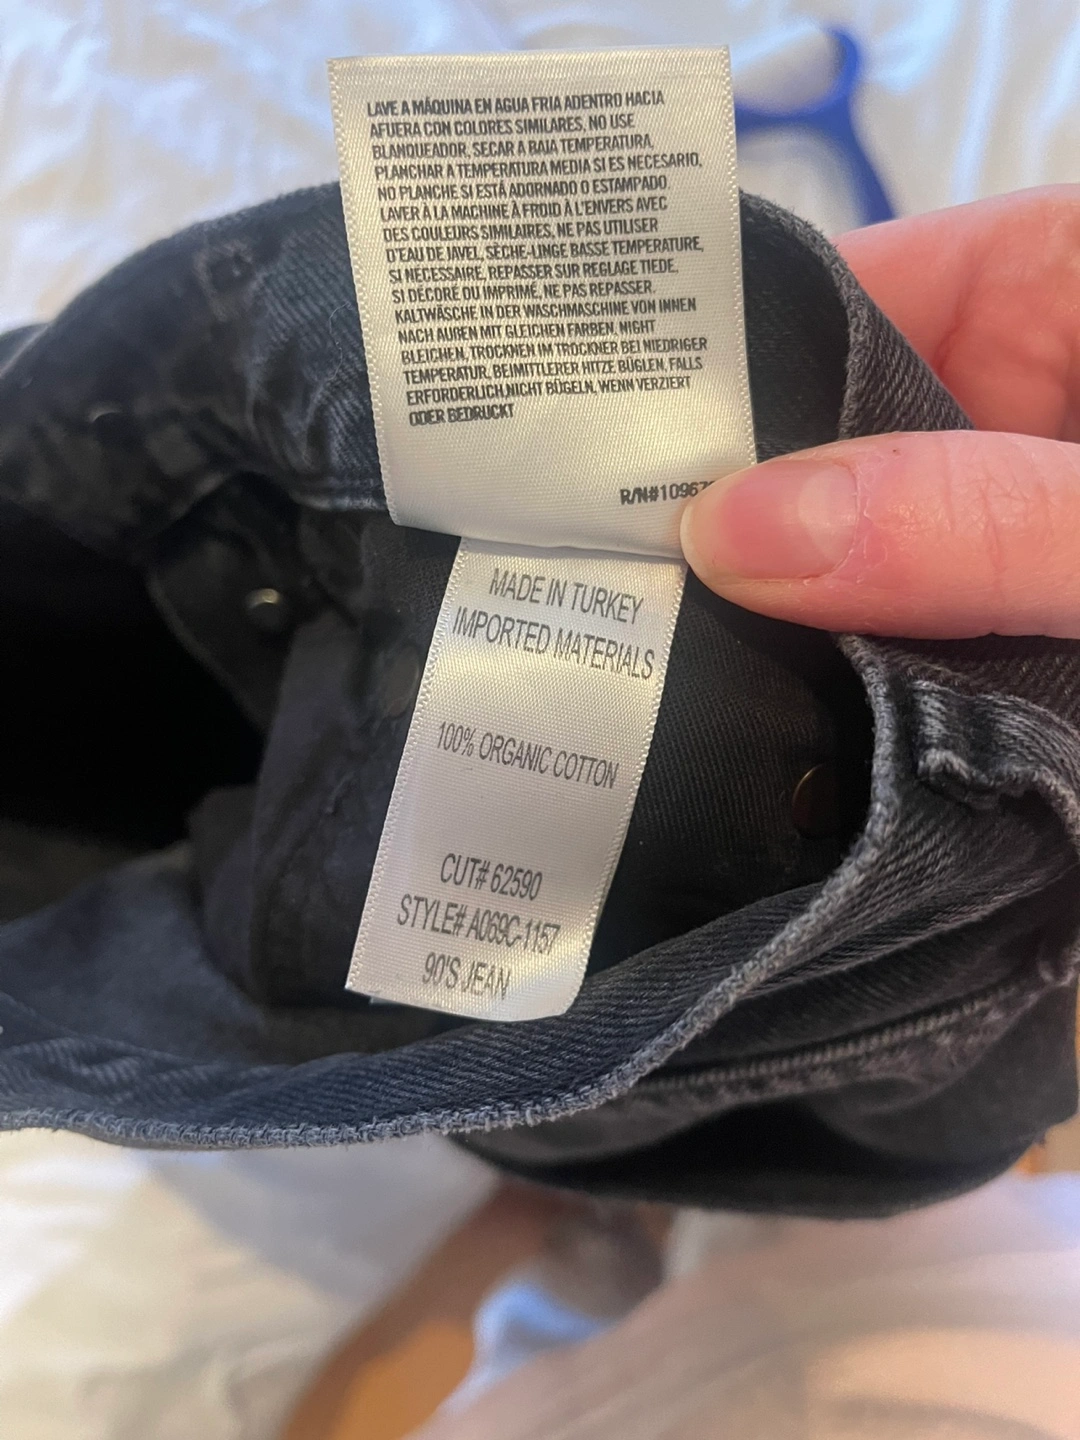 LAVE A MÁQUINA EN AGUA FRIA ADENTRO HACIA
AFUERA CON COLORES SIMILARES, NO USE
BLANQUEADOR, SECAR A BAJA TEMPERATURA,
PLANCHAR A TEMPERATURA MEDIA SI ES NECESARIO,
NO PLANCHE SI ESTÁ ADORNADO O ESTAMPADO.
LAVER À LA MACHINE À FROID À L'ENVERS AVEC
DES COULEURS SIMILAIRES, NE PAS UTILISER
D'EAU DE JAVEL, SÈCHE-LINGE BASSE TEMPERATURE,
SI NÉCESSAIRE, REPASSER SUR REGLAGE TIEDE.
SI DÉCORÉ OU IMPRIMÉ, NE PAS REPASSER.
KALTWÄSCHE IN DER WASCHMASCHINE VON INNEN
NACH AUßEN MIT GLEICHEN FARBEN. NIGHT
BLEICHEN, TROCKNEN IM TROCKNER BEI NIEDRIGER
TEMPERATUR. BEIMITTLERER HITZE BÜGLEN, FALLS
ERFORDERLICH,NICHT BÜGELN, WENN VERZIERT
ODER BEDRUCKT
R/N#10967
MADE IN TURKEY
IMPORTED MATERIALS
100% ORGANIC COTTON
CUT# 62590
STYLE# A069C-1157
90'S JEAN